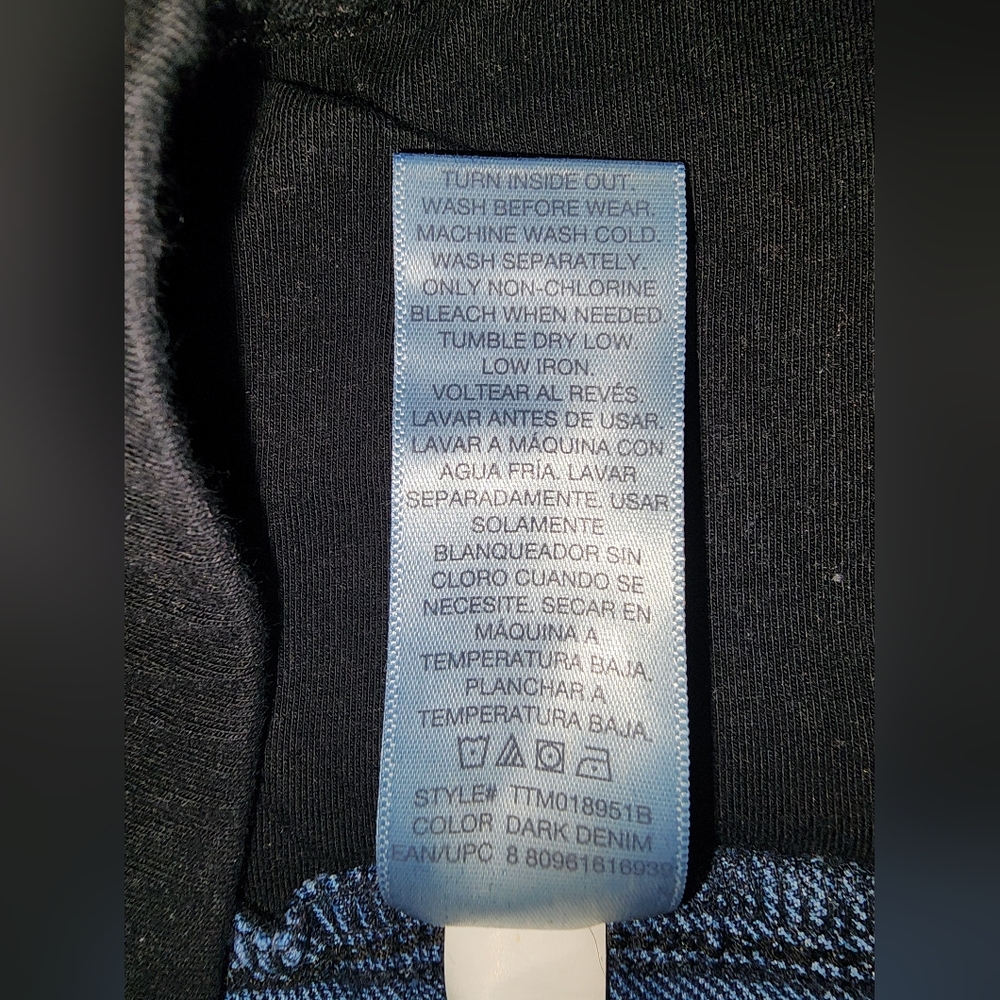 TURN INSIDE OUT.
WASH BEFORE WEAR.
MACHINE WASH COLD.
WASH SEPARATELY.
ONLY NON-CHLORINE
BLEACH WHEN NEEDED.
TUMBLE DRY LOW
LOW IRON.
VOLTEAR AL REVÉS.
LAVAR ANTES DE USAR.
LAVAR A MÁQUINA CON
AGUA FRÍA. LAVAR
SEPARADAMENTE. USAR
SOLAMENTE
BLANQUEADOR SIN
CLORO CUANDO SE
NECESITE. SECAR EN
MÁQUINA A
TEMPERATURA BAJA.
PLANCHAR A
TEMPERATURA BAJA.
STYLE# TTM018951B
COLOR DARK DENIM
EAN/UPC 8 80961616939